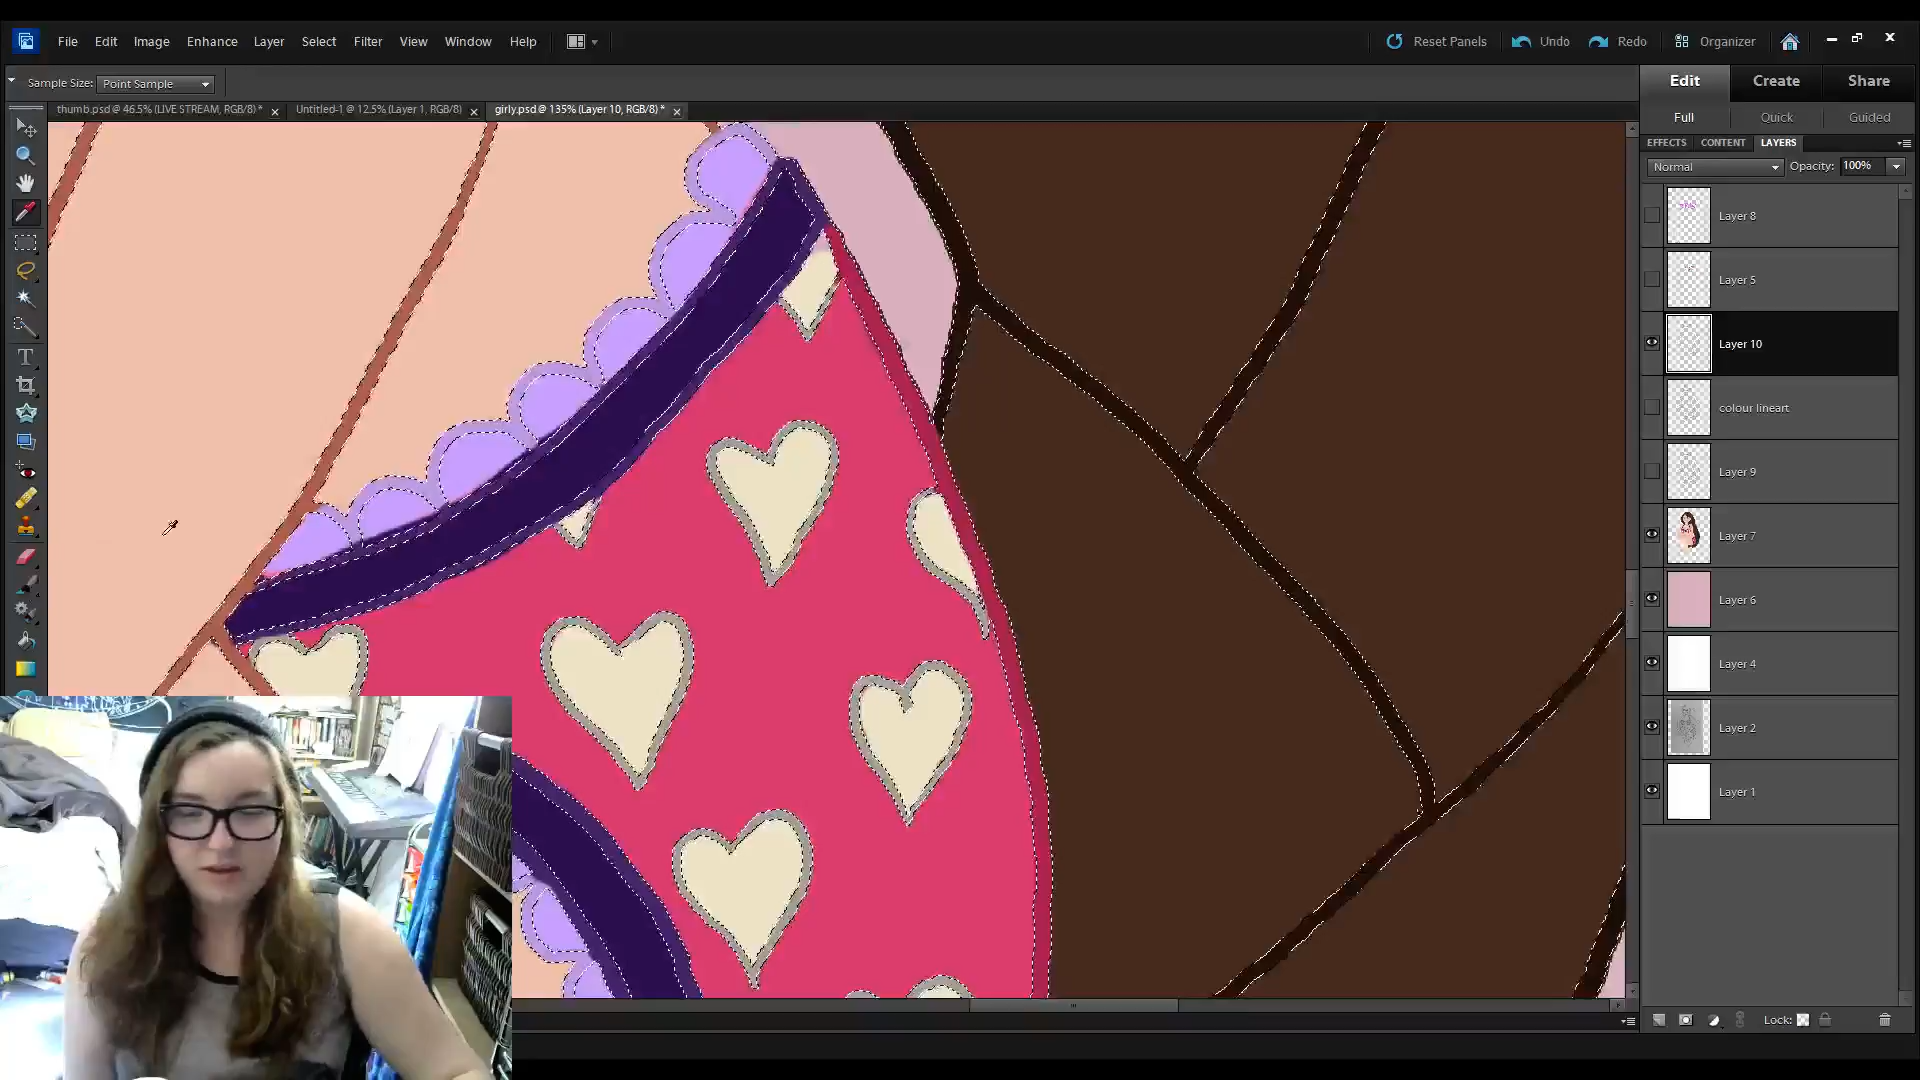 File Edit Image Enhance Layer Select Filter View Window Help Reset Panels Undo Redo Organizer
Sample Size: Point Sample
Edit Create Share
thumb.psd @ 46.5% (LIVE STREAM, RGB/8) * Untitled-1 @ 12.5% (Layer 1, RGB/8) girly.psd @ 135% (Layer 10, RGB/8) *
Full Quick Guided
EFFECTS CONTENT LAYERS
Normal Opacity: 100%
Layer 8
Layer 5
Layer 10
colour lineart
Layer 9
Layer 7
Layer 6
Layer 4
Layer 2
Layer 1
Lock: